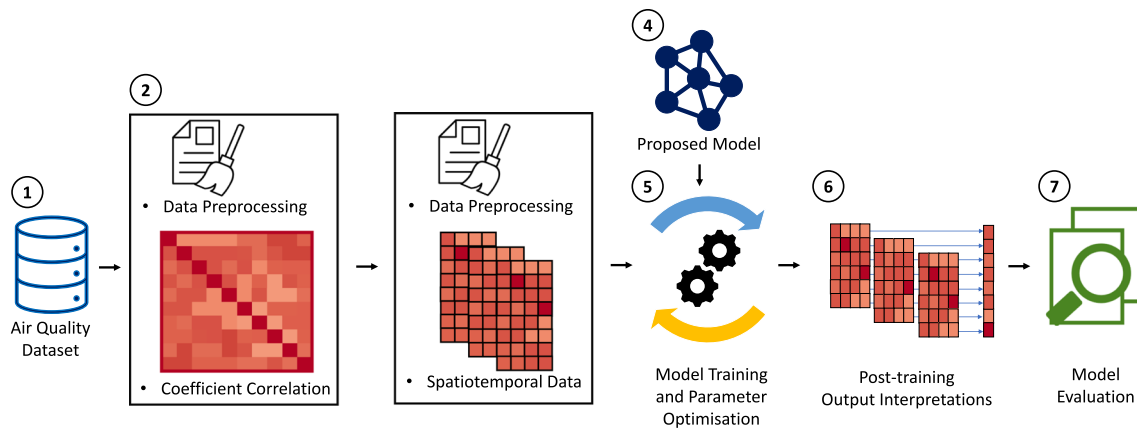 1
Air Quality
Dataset
2
• Data Preprocessing
• Coefficient Correlation
• Data Preprocessing
• Spatiotemporal Data
4
Proposed Model
5
Model Training
and Parameter
Optimisation
6
Post-training
Output Interpretations
7
Model
Evaluation